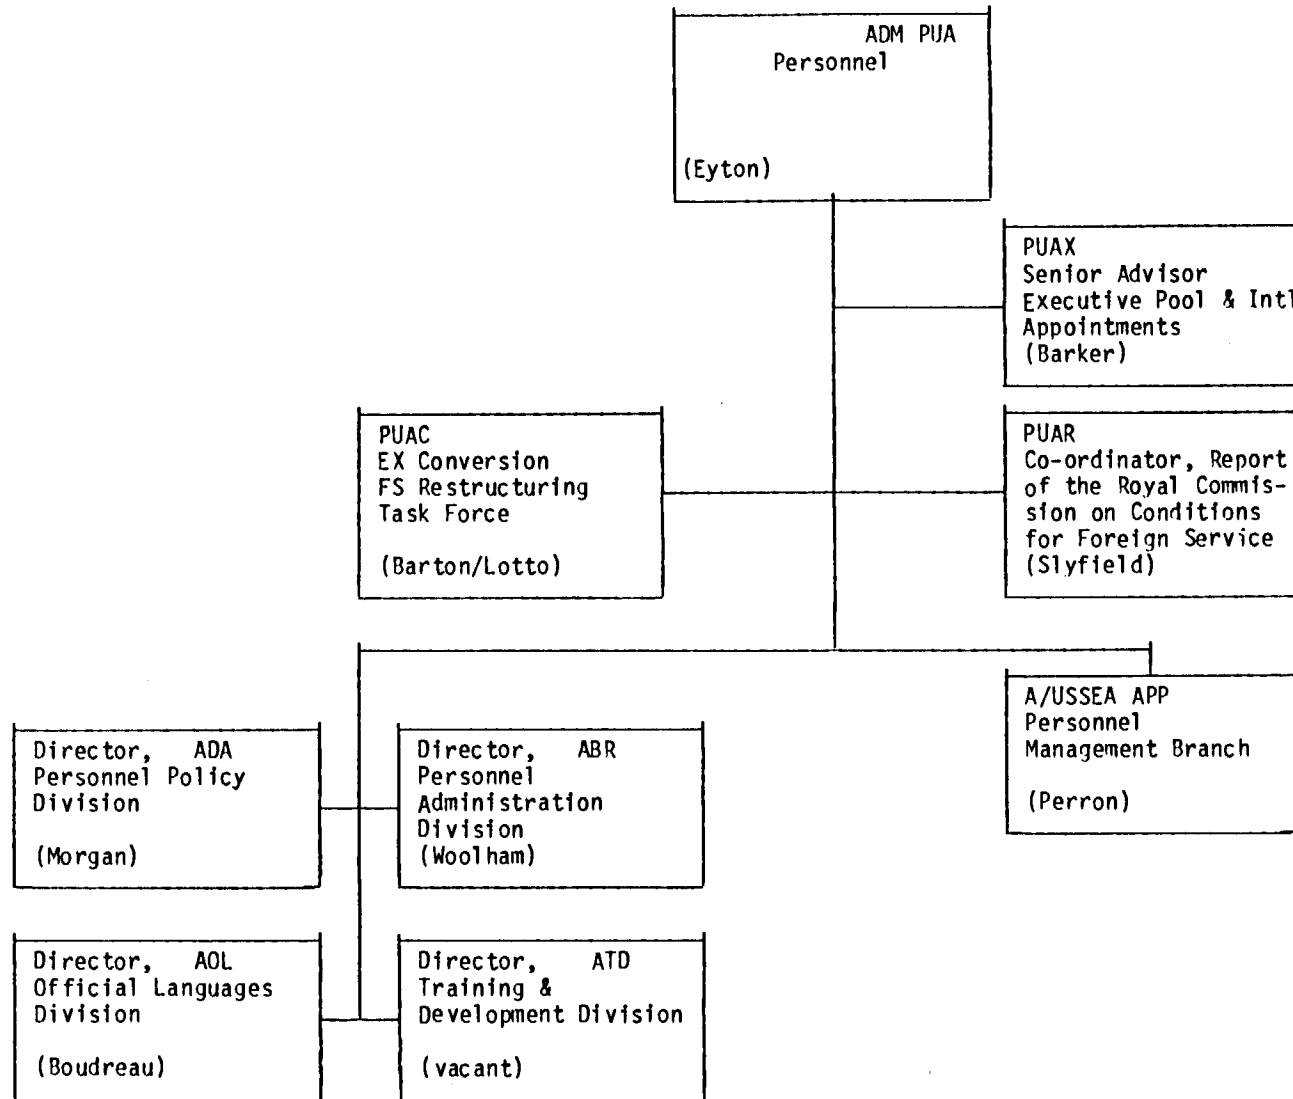 ADM PUA
Personnel
(Eyton)
PUAX
Senior Advisor
Executive Pool & Intl
Appointments
(Barker)
PUAC
EX Conversion
FS Restructuring
Task Force
(Barton/Lotto)
PUAR
Co-ordinator, Report
of the Royal Commis-
sion on Conditions
for Foreign Service
(Slyfield)
A/USSEA APP
Personnel
Management Branch
(Perron)
Director, ADA
Personnel Policy
Division
(Morgan)
Director, ABR
Personnel
Administration
Division
(Woolham)
Director, AOL
Official Languages
Division
(Boudreau)
Director, ATD
Training &
Development Division
(vacant)